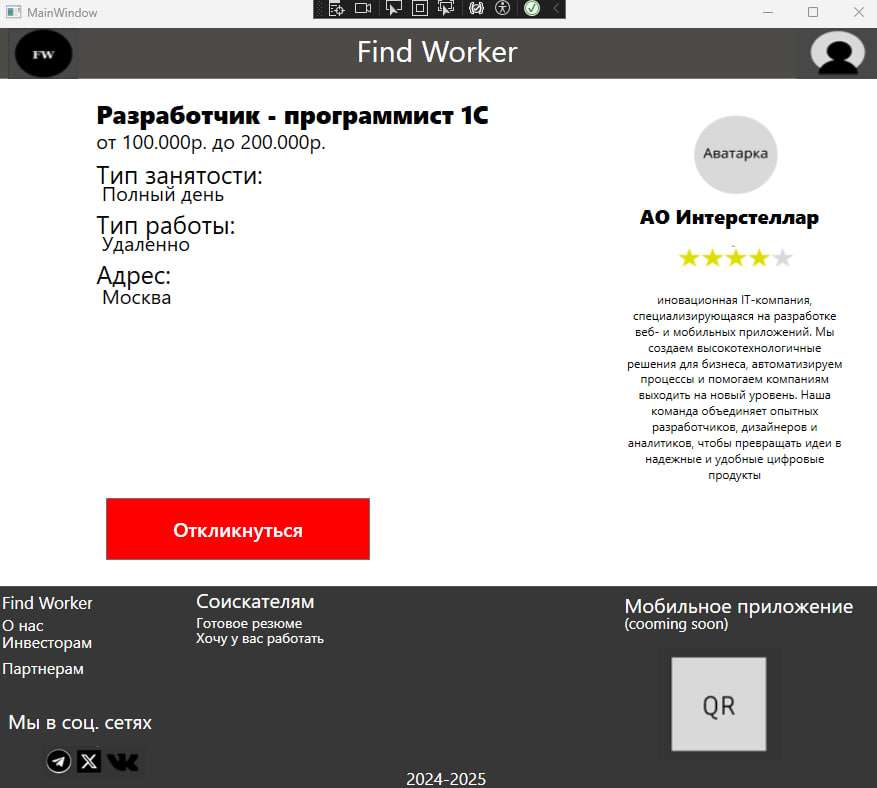 MainWindow
FW
Find Worker
Разработчик - программист 1С
от 100.000р. до 200.000р.
Тип занятости:
Полный день
Тип работы:
Удаленно
Адрес:
Москва
Откликнуться
Аватарка
АО Интерстеллар
иновационная IT-компания,
специализирующаяся на разработке
веб- и мобильных приложений. Мы
создаем высокотехнологичные
решения для бизнеса, автоматизируем
процессы и помогаем компаниям
выходить на новый уровень. Наша
команда объединяет опытных
разработчиков, дизайнеров и
аналитиков, чтобы превращать идеи в
надежные и удобные цифровые
продукты
Find Worker
О нас
Инвесторам
Партнерам
Соискателям
Готовое резюме
Хочу у вас работать
Мобильное приложение
(cooming soon)
QR
Мы в соц. сетях
2024-2025